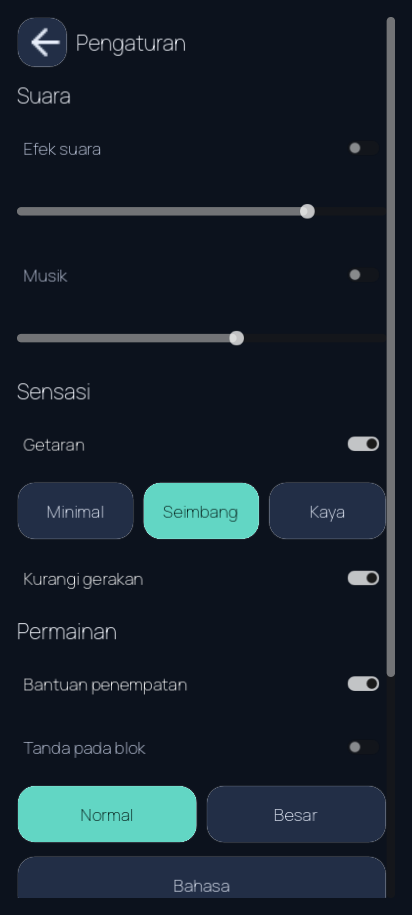 Pengaturan
Suara
Efek suara
Musik
Sensasi
Getaran
Minimal Seimbang Kaya
Kurangi gerakan
Permainan
Bantuan penempatan
Tanda pada blok
Normal Besar
Bahasa